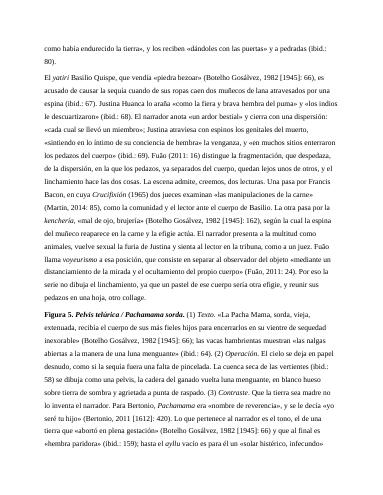 como había endurecido la tierra», y los reciben «dándoles con las puertas» y a pedradas (ibid.:
80).
El yatiri Basilio Quispe, que vendía «piedra bezoar» (Botelho Gosálvez, 1982 [1945]: 66), es
acusado de causar la sequía cuando de sus ropas caen dos muñecos de lana atravesados por una
espina (ibid.: 67). Justina Huanca lo araña «como la fiera y brava hembra del puma» y «los indios
le descuartizaron» (ibid.: 68). El narrador anota «un ardor bestial» y cierra con una dispersión:
«cada cual se llevó un miembro»; Justina atraviesa con espinos los genitales del muerto,
«sintiendo en lo íntimo de su conciencia de hembra» la venganza, y «en muchos sitios enterraron
los pedazos del cuerpo» (ibid.: 69). Fuão (2011: 16) distingue la fragmentación, que despedaza,
de la dispersión, en la que los pedazos, ya separados del cuerpo, quedan lejos unos de otros, y el
linchamiento hace las dos cosas. La escena admite, creemos, dos lecturas. Una pasa por Francis
Bacon, en cuya Crucifixión (1965) dos jueces examinan «las manipulaciones de la carne»
(Martin, 2014: 85), como la comunidad y el lector ante el cuerpo de Basilio. La otra pasa por la
kenchería, «mal de ojo, brujería» (Botelho Gosálvez, 1982 [1945]: 162), según la cual la espina
del muñeco reaparece en la carne y la efigie actúa. El narrador presenta a la multitud como
animales, vuelve sexual la furia de Justina y sienta al lector en la tribuna, como a un juez. Fuão
llama voyeurismo a esa posición, que consiste en separar al observador del objeto «mediante un
distanciamiento de la mirada y el ocultamiento del propio cuerpo» (Fuão, 2011: 24). Por eso la
serie no dibuja el linchamiento, ya que un pastel de ese cuerpo sería otra efigie, y reunir sus
pedazos en una hoja, otro collage.
Figura 5. Pelvis telúrica / Pachamama sorda. (1) Texto. «La Pacha Mama, sorda, vieja,
extenuada, recibía el cuerpo de sus más fieles hijos para encerrarlos en su vientre de sequedad
inexorable» (Botelho Gosálvez, 1982 [1945]: 66); las vacas hambrientas muestran «las nalgas
abiertas a la manera de una luna menguante» (ibid.: 64). (2) Operación. El cielo se deja en papel
desnudo, como si la sequía fuera una falta de pincelada. La cuenca seca de las vertientes (ibid.:
58) se dibuja como una pelvis, la cadera del ganado vuelta luna menguante, en blanco hueso
sobre tierra de sombra y agrietada a punta de raspado. (3) Contraste. Que la tierra sea madre no
lo inventa el narrador. Para Bertonio, Pachamama era «nombre de reverencia», y se le decía «yo
seré tu hijo» (Bertonio, 2011 [1612]: 420). Lo que pertenece al narrador es el tono, el de una
tierra que «abortó en plena gestación» (Botelho Gosálvez, 1982 [1945]: 66) y que al final es
«hembra paridora» (ibid.: 159); hasta el ayllu vacío es para él un «solar histérico, infecundo»